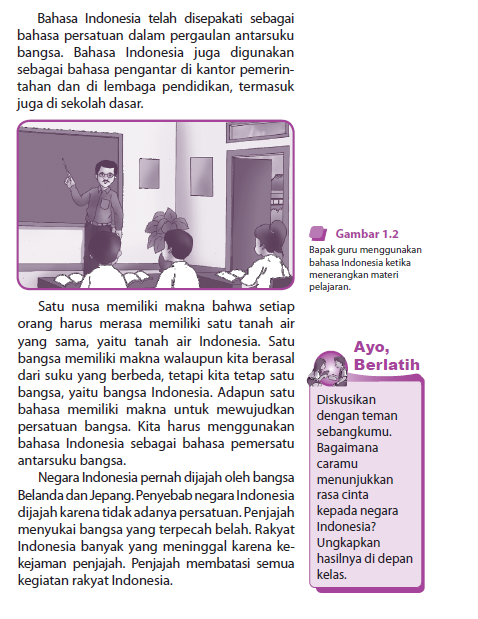 Bahasa Indonesia telah disepakati sebagai
bahasa persatuan dalam pergaulan antarsuku
bangsa. Bahasa Indonesia juga digunakan
sebagai bahasa pengantar di kantor pemerin-
tahan dan di lembaga pendidikan, termasuk
juga di sekolah dasar.
Gambar 1.2
Bapak guru menggunakan
bahasa Indonesia ketika
menerangkan materi
pelajaran.
Satu nusa memiliki makna bahwa setiap
orang harus merasa memiliki satu tanah air
yang sama, yaitu tanah air Indonesia. Satu
bangsa memiliki makna walaupun kita berasal
dari suku yang berbeda, tetapi kita tetap satu
bangsa, yaitu bangsa Indonesia. Adapun satu
bahasa memiliki makna untuk mewujudkan
persatuan bangsa. Kita harus menggunakan
bahasa Indonesia sebagai bahasa pemersatu
antarsuku bangsa.
Negara Indonesia pernah dijajah oleh bangsa
Belanda dan Jepang. Penyebab negara Indonesia
dijajah karena tidak adanya persatuan. Penjajah
menyukai bangsa yang terpecah belah. Rakyat
Indonesia banyak yang meninggal karena ke-
kejaman penjajah. Penjajah membatasi semua
kegiatan rakyat Indonesia.
Ayo,
Berlatih
Diskusikan
dengan teman
sebangkumu.
Bagaimana
caramu
menunjukkan
rasa cinta
kepada negara
Indonesia?
Ungkapkan
hasilnya di depan
kelas.